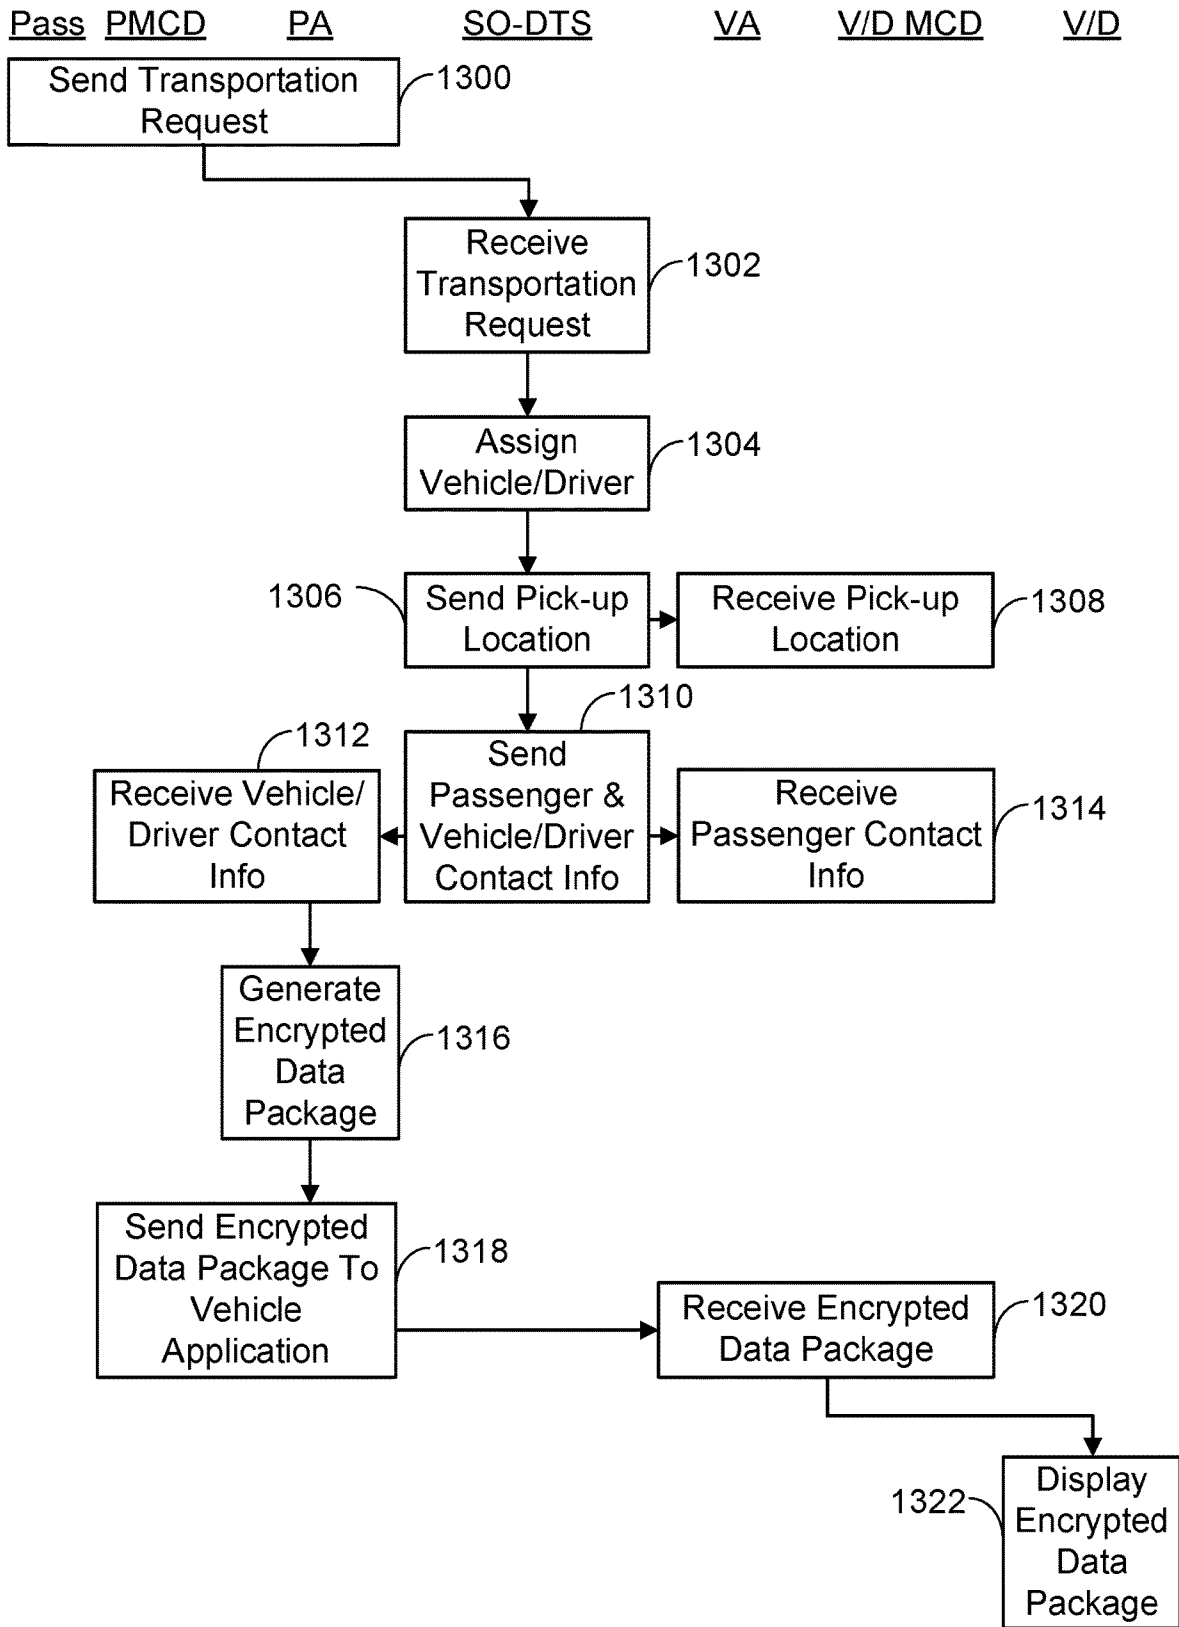 Pass PMCD PA SO-DTS VA V/D MCD V/D
Send Transportation
Request
1300
Receive
Transportation
Request
1302
Assign
Vehicle/Driver
1304
1306
Send Pick-up
Location
Receive Pick-up
Location
1308
1310
1312
Receive Vehicle/
Driver Contact
Info
Send
Passenger &
Vehicle/Driver
Contact Info
Receive
Passenger Contact
Info
1314
Generate
Encrypted
Data
Package
1316
Send Encrypted
Data Package To
Vehicle
Application
1318
Receive Encrypted
Data Package
1320
1322
Display
Encrypted
Data
Package